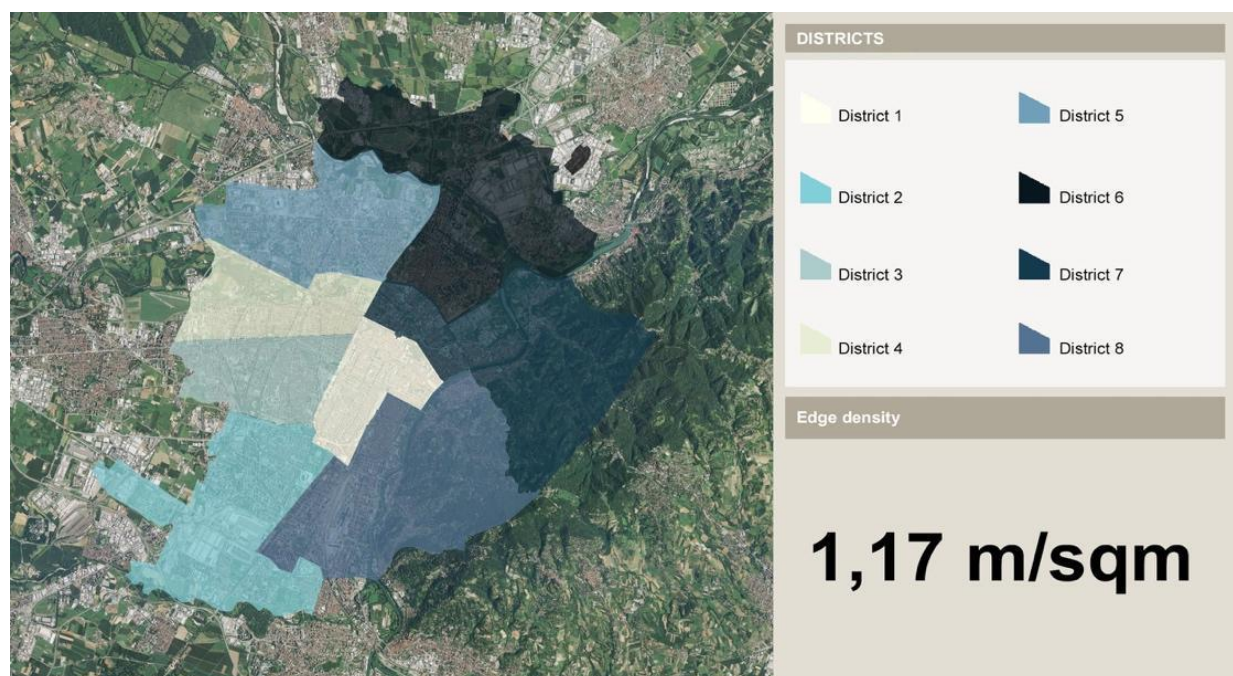 DISTRICTS
District 1
District 5
District 2
District 6
District 3
District 7
District 4
District 8
Edge density
1,17 m/sqm